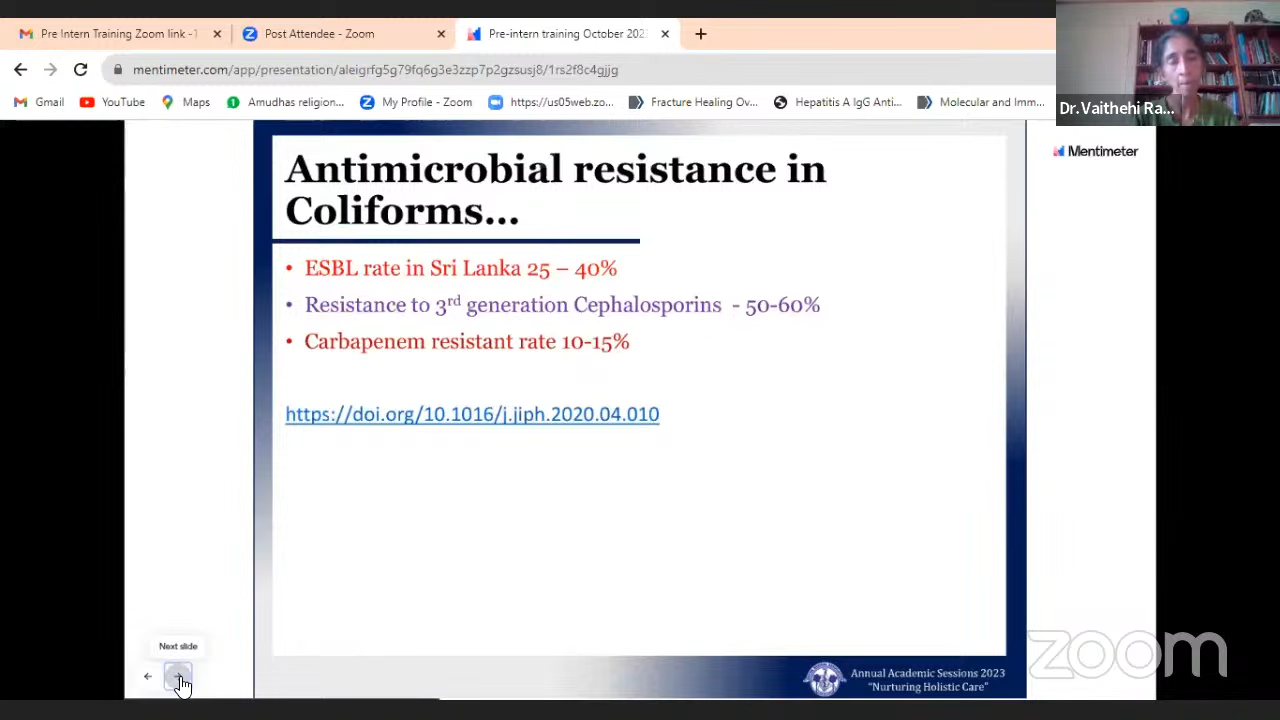 Pre Intern Training Zoom link - 1
Post Attendee - Zoom
Pre-intern training October 202
mentimeter.com/app/presentation/aleigrfg5g79fq6g3e3zzp7p2gzsusj8/1rs2f8c4gjjg
Gmail
YouTube
Maps
Amudhas religion...
My Profile - Zoom
https://us05web.zo...
Fracture Healing Ov...
Hepatitis A IgG Anti...
Molecular and Imm...
Dr.Vaithehi Ra...
Mentimeter
Antimicrobial resistance in
Coliforms...
• ESBL rate in Sri Lanka 25 – 40%
• Resistance to 3rd generation Cephalosporins - 50-60%
• Carbapenem resistant rate 10-15%
https://doi.org/10.1016/j.jiph.2020.04.010
Next slide
Annual Academic Sessions 2023
"Nurturing Holistic Care"
zoom